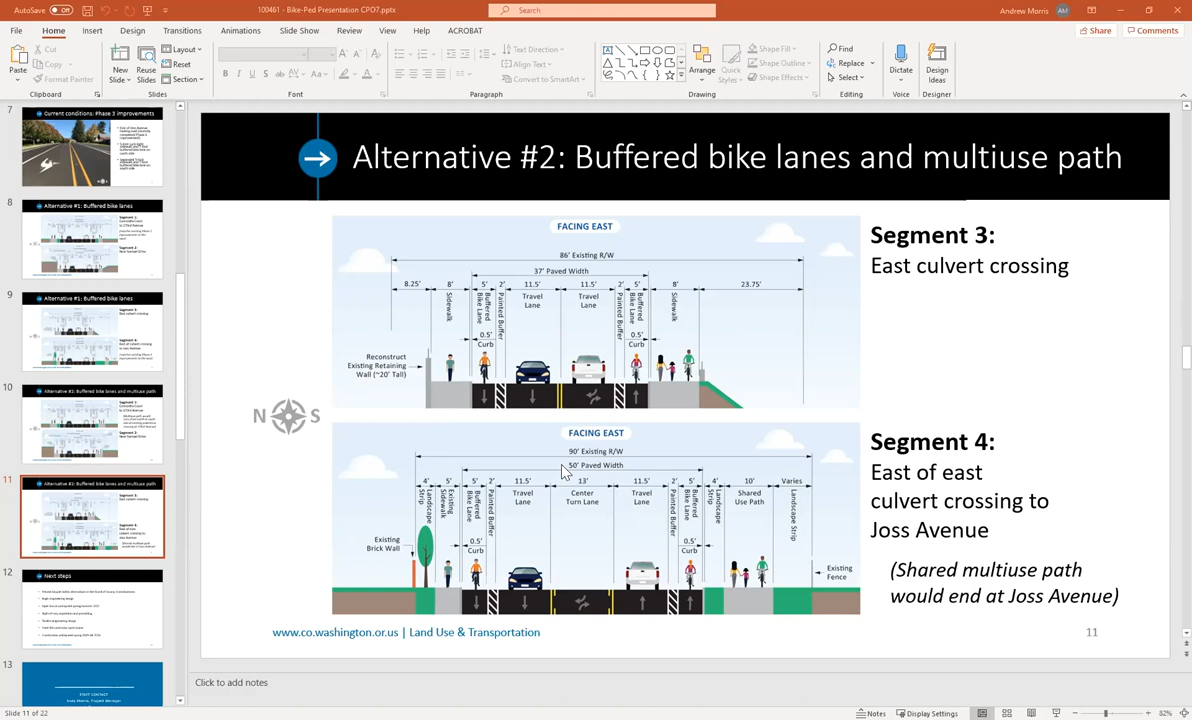 AutoSave Off
100461 - Bike-Ped Presentation CPO7.pptx
Search
Andrew Morris
AM
File
Home
Insert
Design
Transitions
Animations
Slide Show
Review
View
Help
ACROBAT
Share
Comments
Paste
Cut
Copy
Format Painter
Clipboard
New
Slide
Reuse
Slides
Layout
Reset
Section
Slides
Font
Text Direction
Align Text
Convert to SmartArt
Paragraph
Arrange
Quick
Styles
Shape Fill
Shape Outline
Shape Effects
Drawing
Find
Replace
Select
Editing
Dictate
Voice
Design
Ideas
Designer
7
Current conditions: Phase 3 improvements
8
Alternative #1: Buffered bike lanes
9
Alternative #1: Buffered bike lanes
10
Alternative #2: Buffered bike lanes and multiuse path
11
Alternative #2: Buffered bike lanes and multiuse path
12
Next steps
13
STAFF CONTACT
Alternative #2: Buffered bike lanes and multiuse path
FACING EAST
86' Existing R/W
37' Paved Width
8.25'
8'
5'
2'
11.5'
11.5'
2'
5'
8'
23.75'
Sidewalk
Buffered
Bike Lane
Painted Buffer
Travel
Lane
Travel
Lane
Painted Buffer
Buffered
Bike Lane
Sidewalk
0.5'
Curb
0.5'
Curb
Reconstruct
Existing Retaining
Wall (~20' Tall)
Segment 3:
East culvert crossing
N
S
FACING EAST
90' Existing R/W
50' Paved Width
4'
5'
5'
2'
11.5'
13'
11.5'
2'
5'
4'
10'
Varies
Landscape
Strip
Existing
Sidewalk
Buffered
Bike Lane
Painted
Buffer
Travel
Lane
Center
Turn Lane
Travel
Lane
Painted Buffer
Buffered
Bike Lane
Landscape
Strip
Shared
Use Path
Landscape Strip
0.5'
Curb
0.5'
Curb
Existing
Brick Wall
Existing
Fence
Segment 4:
East of east
culvert crossing to
Joss Avenue
(Shared multiuse path
would end at Joss Avenue)
www.co.washington.or.us | Land Use & Transportation
11
Click to add notes
Slide 11 of 22
Notes
Display Settings
82%